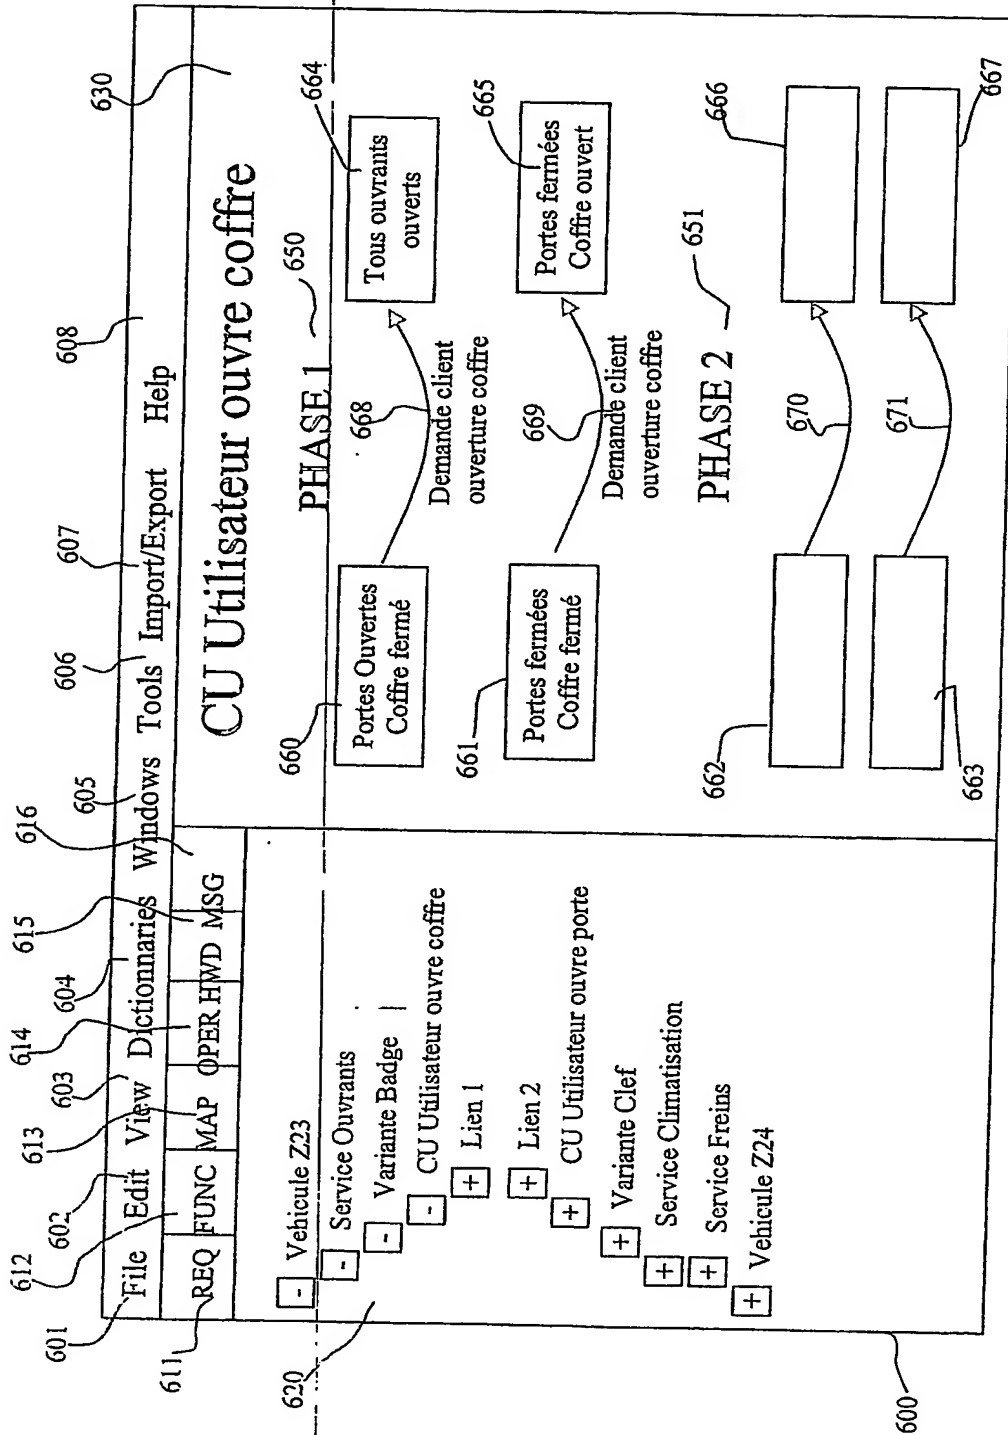 601 602 603 604 605 606 607 608
File Edit View Dictionnaries Windows Tools Import/Export Help
611 612 613 614 615 616
REQ FUNC MAP OPER HWD MSG
620
- Vehicule Z23
- Service Ouvrants
- Variante Badge
- CU Utilisateur ouvre coffre
+ Lien 1
+ Lien 2
+ CU Utilisateur ouvre porte
+ Variante Clef
+ Service Climatisation
+ Service Freins
+ Vehicule Z24
600
630
CU Utilisateur ouvre coffre
PHASE 1
650
660
Portes Ouvertes
Coffre fermé
668
Demande client
ouverture coffre
664
Tous ouvrants
ouverts
661
Portes fermées
Coffre fermé
669
Demande client
ouverture coffre
665
Portes fermées
Coffre ouvert
PHASE 2
651
662
670
666
663
671
667